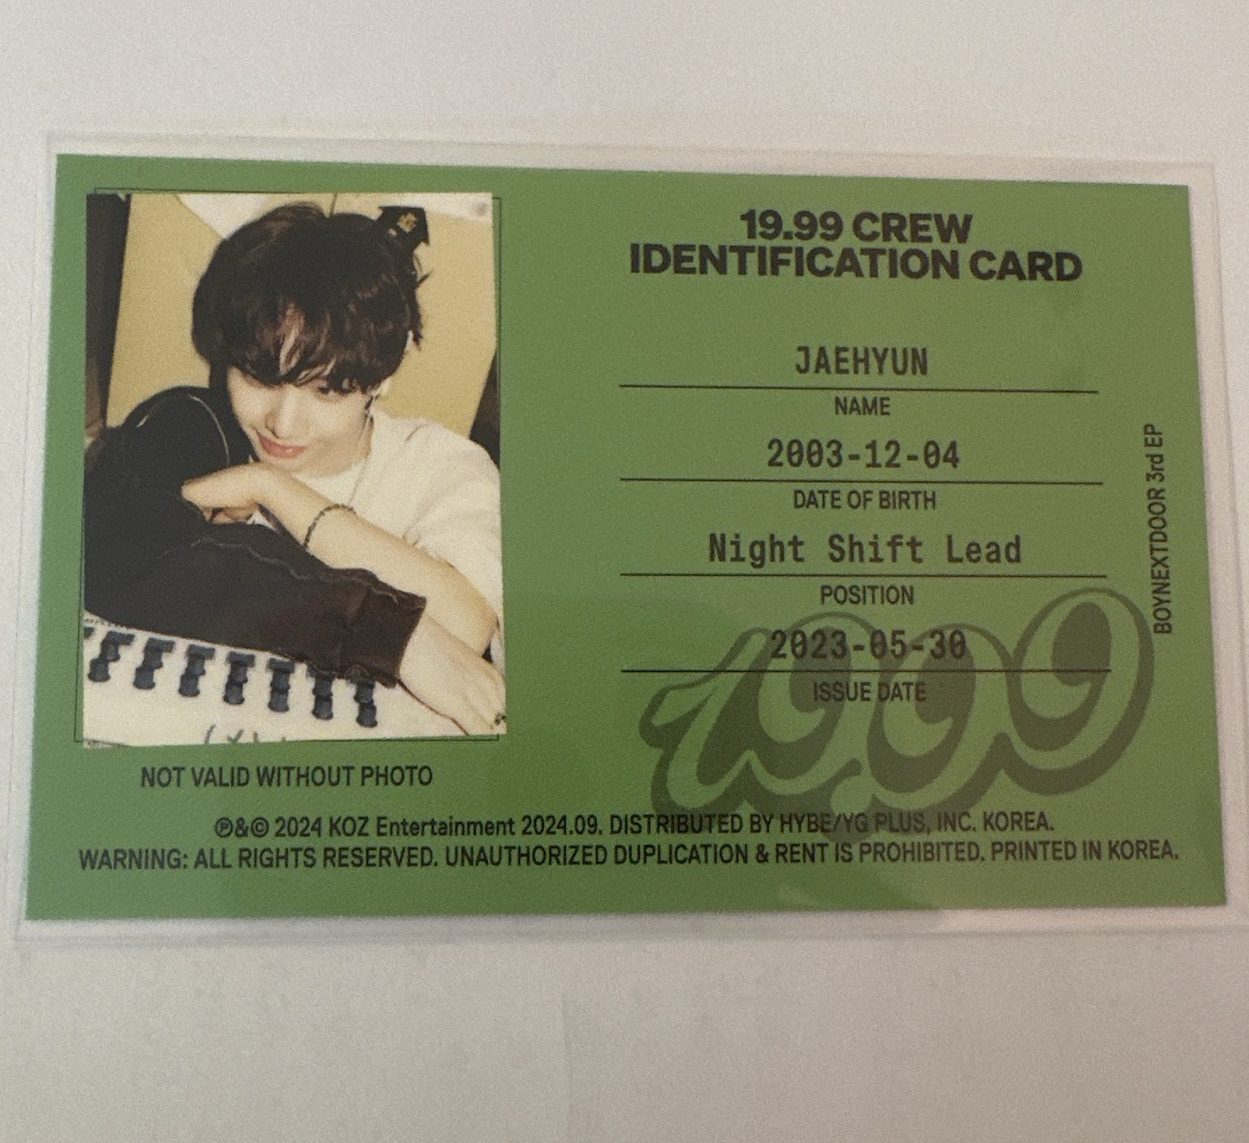 19.99 CREW
IDENTIFICATION CARD
JAEHYUN
NAME
2003-12-04
DATE OF BIRTH
Night Shift Lead
POSITION
2023-05-30
ISSUE DATE
19.99
BOYNEXTDOOR 3rd EP
NOT VALID WITHOUT PHOTO
℗&© 2024 KOZ Entertainment 2024.09. DISTRIBUTED BY HYBE/YG PLUS, INC. KOREA.
WARNING: ALL RIGHTS RESERVED. UNAUTHORIZED DUPLICATION & RENT IS PROHIBITED. PRINTED IN KOREA.